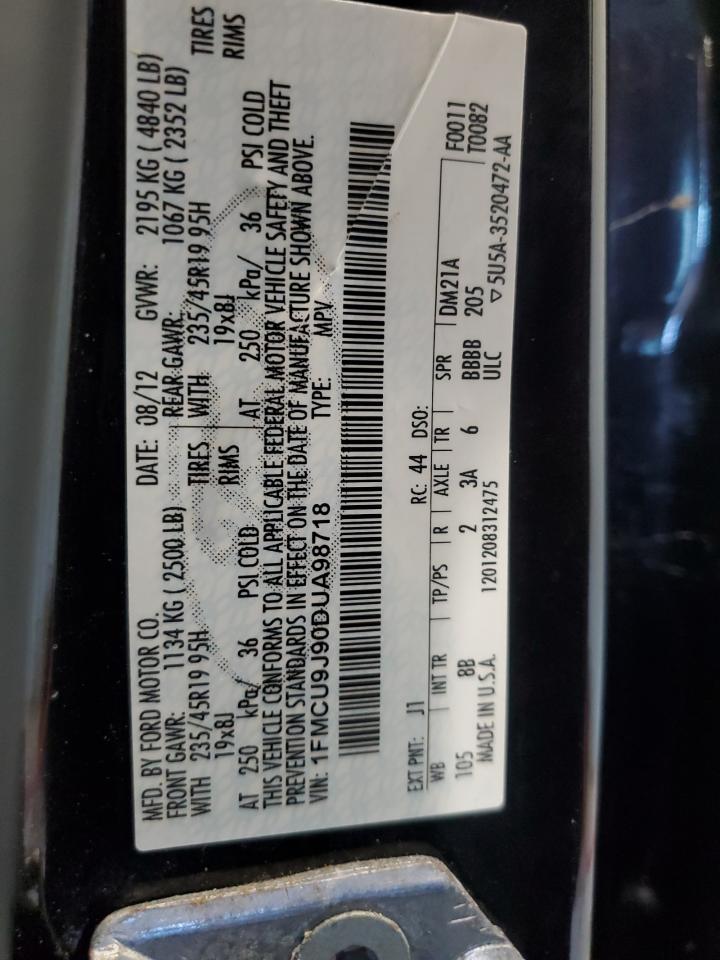 MFD. BY FORD MOTOR CO. DATE: 08/12 GVWR: 2195 KG ( 4840 LB)
FRONT GAWR: 1134 KG ( 2500 LB) REAR GAWR: 1067 KG ( 2352 LB)
WITH 235/45R19 95H TIRES WITH 235/45R19 95H TIRES
19x8J RIMS 19x8J RIMS
AT 250 kPa/ 36 PSI COLD AT 250 kPa/ 36 PSI COLD
THIS VEHICLE CONFORMS TO ALL APPLICABLE FEDERAL MOTOR VEHICLE SAFETY AND THEFT
PREVENTION STANDARDS IN EFFECT ON THE DATE OF MANUFACTURE SHOWN ABOVE.
VIN: 1FMCU9J90DUA98718 TYPE: MPV
EXT PNT: J1 RC: 44 DSO: F0011
WB INT TR TP/PS R AXLE TR SPR DM21A T0082
105 8B 2 3A 6 BBBB 205
MADE IN U.S.A. 1201208312475 ULC ▽ 5U5A-3520472-AA